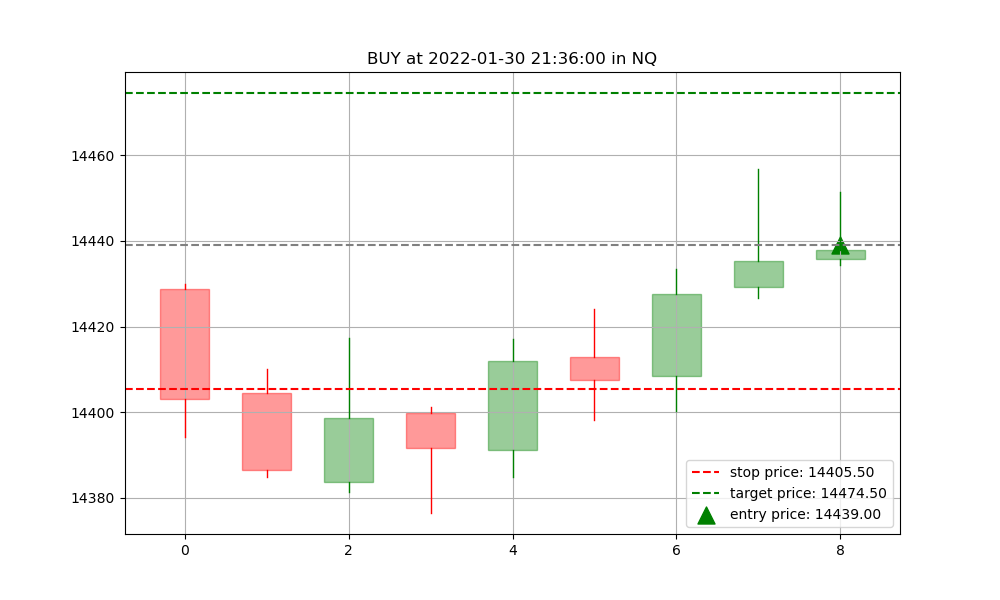 BUY at 2022-01-30 21:36:00 in NQ
14460
14440
14420
14400
14380
stop price: 14405.50
target price: 14474.50
entry price: 14439.00
0 2 4 6 8